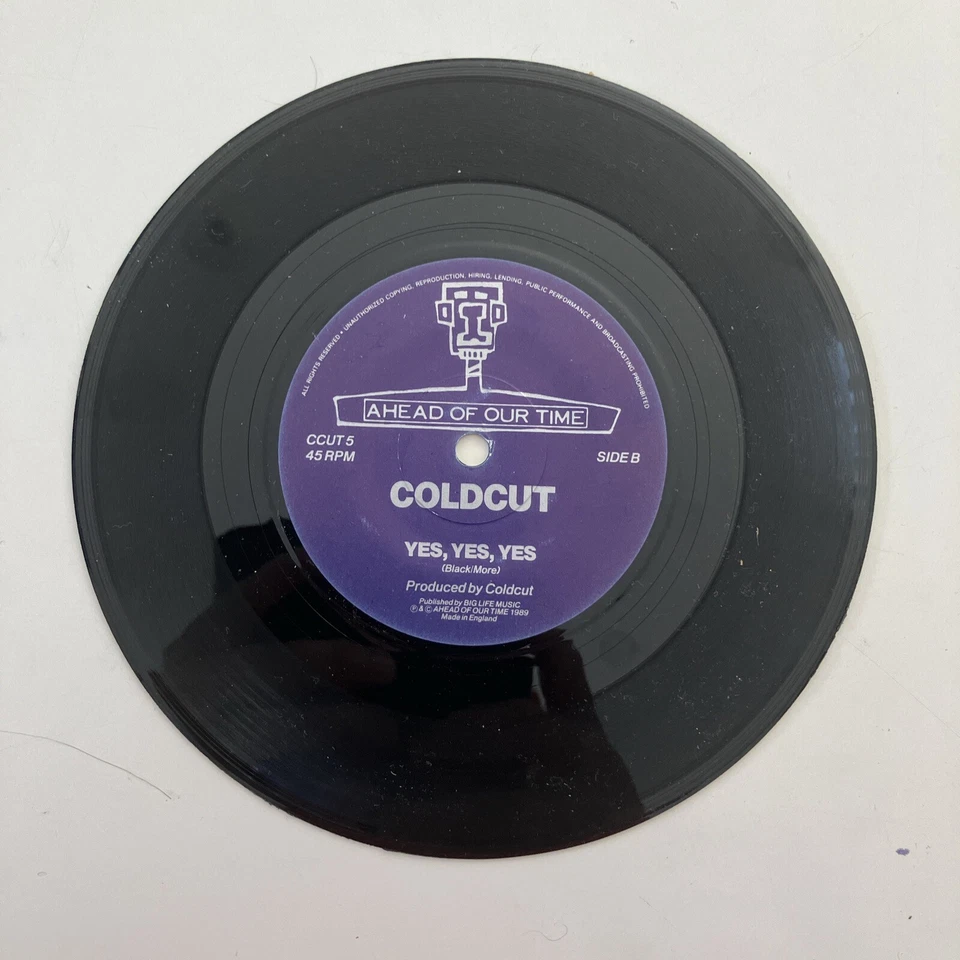 ALL RIGHTS RESERVED • UNAUTHORIZED COPYING, REPRODUCTION, HIRING, LENDING, PUBLIC PERFORMANCE AND BROADCASTING PROHIBITED
AHEAD OF OUR TIME
CCUT 5
45 RPM
SIDE B
COLDCUT
YES, YES, YES
(Black/More)
Produced by Coldcut
Published by BIG LIFE MUSIC
℗ & © AHEAD OF OUR TIME 1989
Made in England